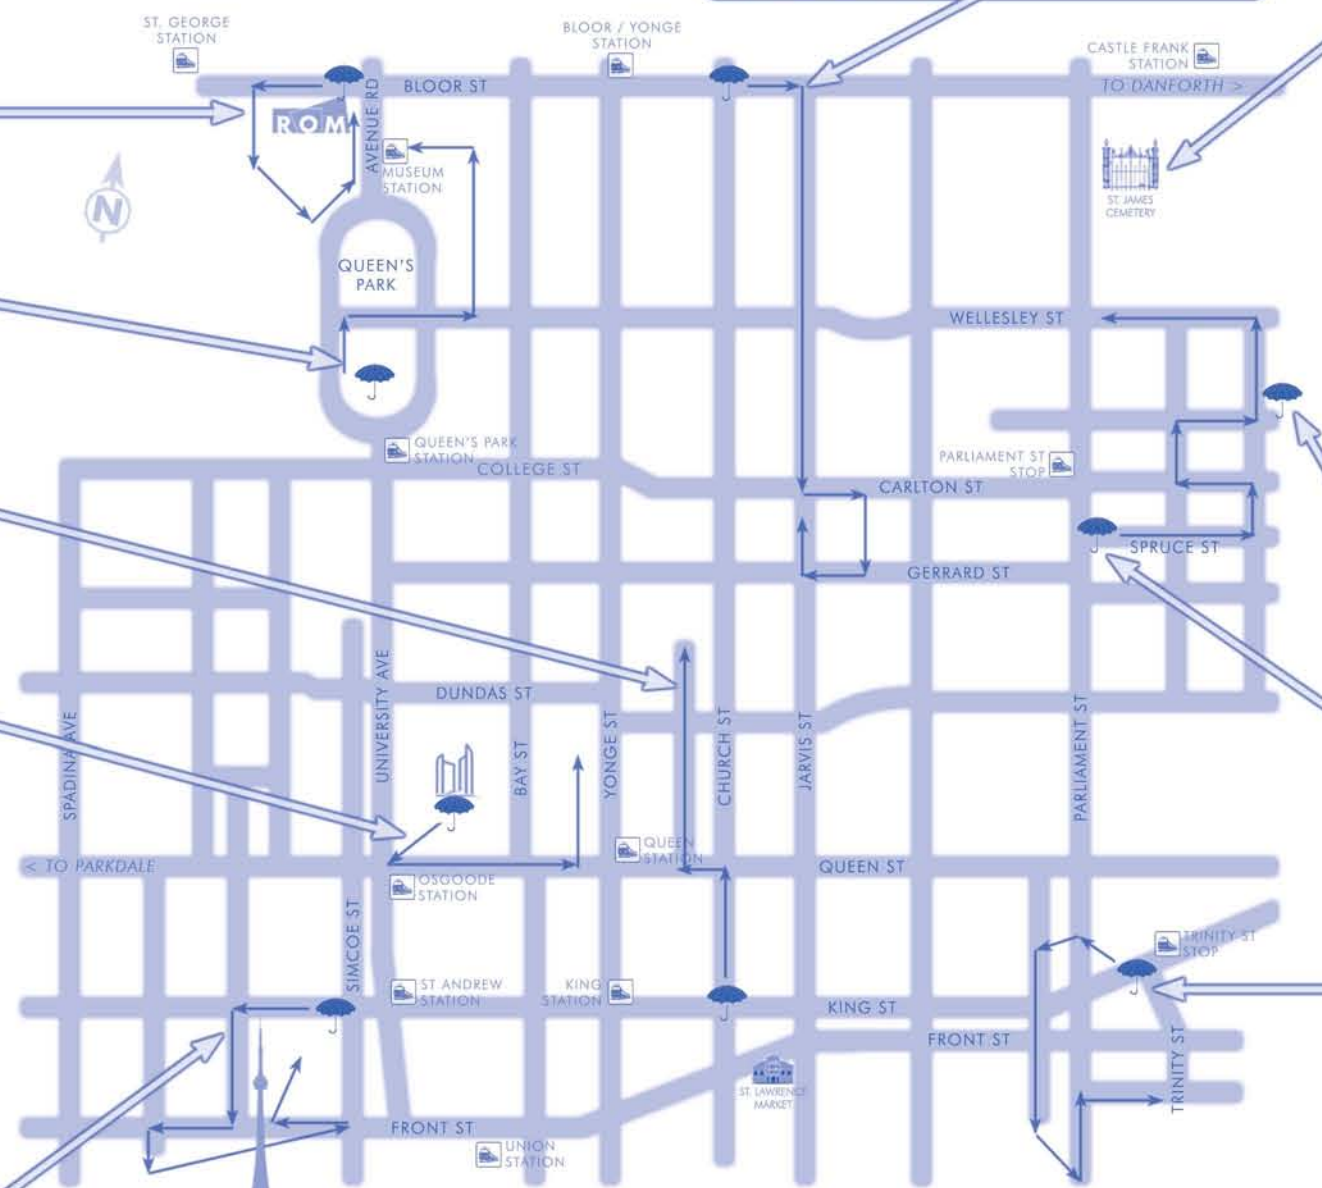 ST. GEORGE
STATION
BLOOR / YONGE
STATION
CASTLE FRANK
STATION
BLOOR ST
TO DANFORTH >
ROM
AVENUE RD
MUSEUM
STATION
N
ST. JAMES
CEMETERY
QUEEN'S
PARK
WELLESLEY ST
QUEEN'S PARK
STATION
COLLEGE ST
PARLIAMENT ST
STOP
CARLTON ST
SPRUCE ST
GERRARD ST
DUNDAS ST
SPADINA AVE
UNIVERSITY AVE
BAY ST
YONGE ST
CHURCH ST
JARVIS ST
PARLIAMENT ST
QUEEN
STATION
< TO PARKDALE
QUEEN ST
OSGOODE
STATION
SIMCOE ST
TRINITY ST
STOP
ST ANDREW
STATION
KING
STATION
KING ST
FRONT ST
TRINITY ST
ST. LAWRENCE
MARKET
FRONT ST
UNION
STATION